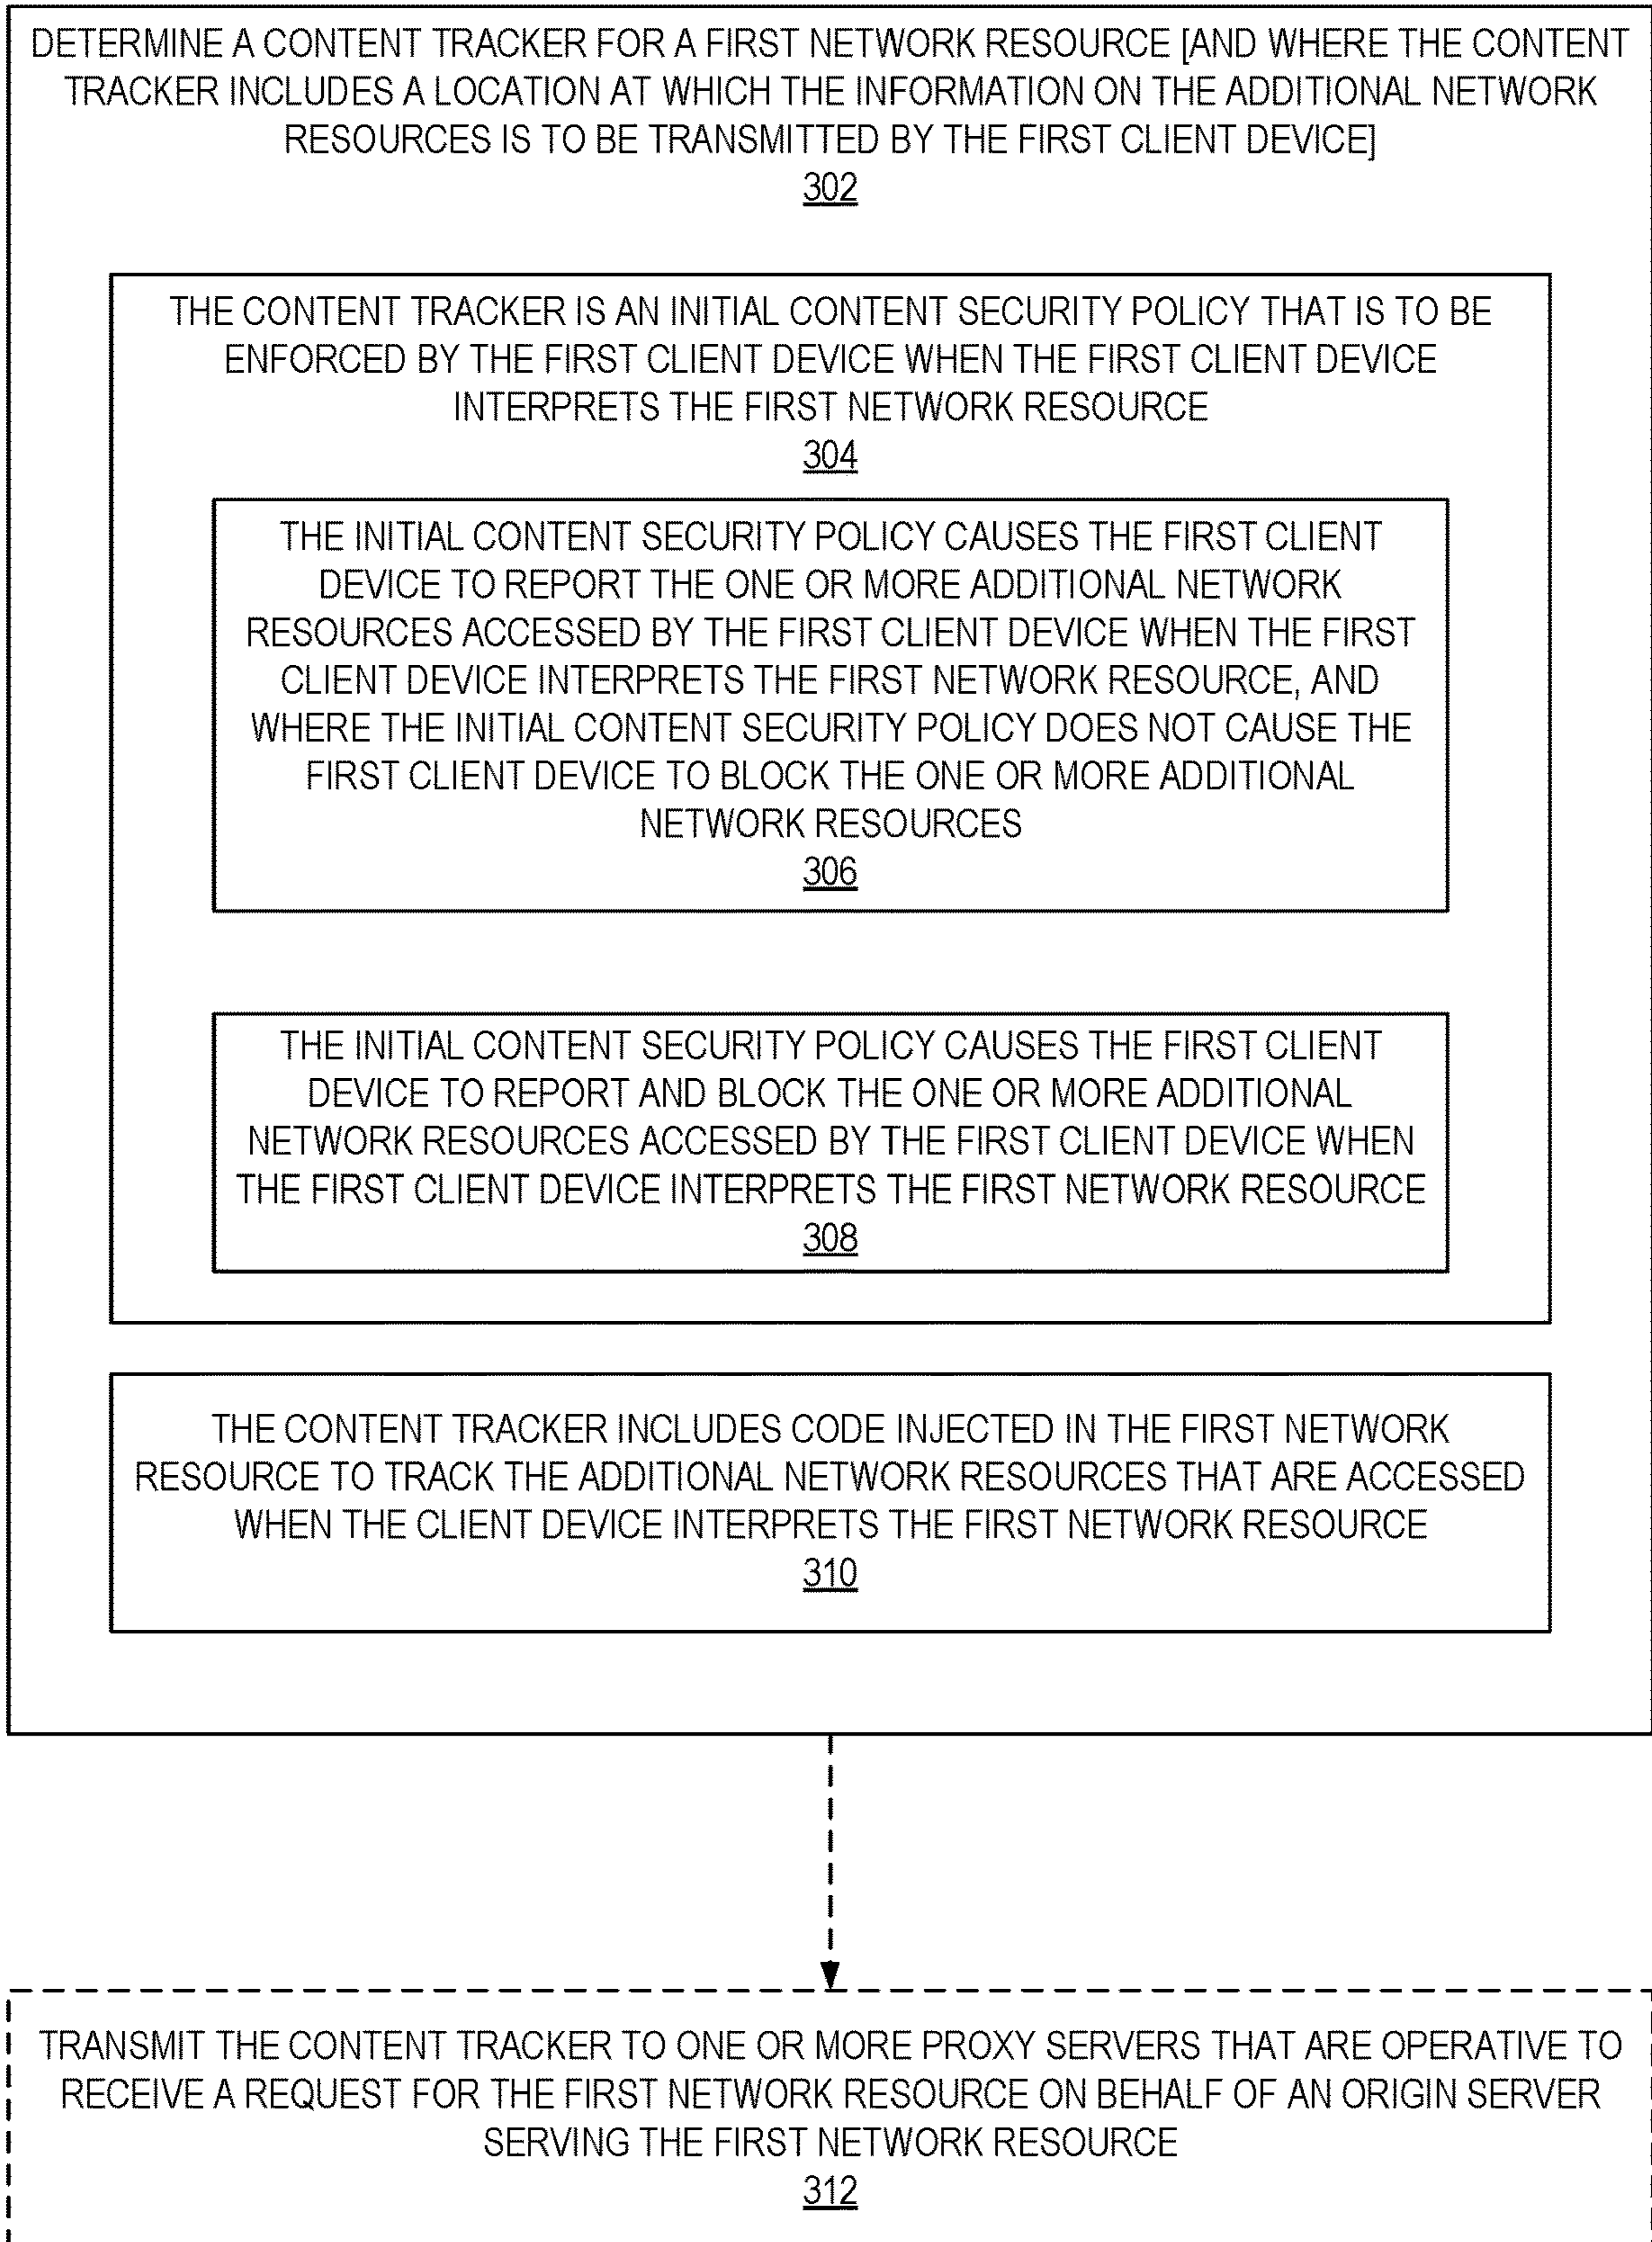 DETERMINE A CONTENT TRACKER FOR A FIRST NETWORK RESOURCE [AND WHERE THE CONTENT
TRACKER INCLUDES A LOCATION AT WHICH THE INFORMATION ON THE ADDITIONAL NETWORK
RESOURCES IS TO BE TRANSMITTED BY THE FIRST CLIENT DEVICE]
302
THE CONTENT TRACKER IS AN INITIAL CONTENT SECURITY POLICY THAT IS TO BE
ENFORCED BY THE FIRST CLIENT DEVICE WHEN THE FIRST CLIENT DEVICE
INTERPRETS THE FIRST NETWORK RESOURCE
304
THE INITIAL CONTENT SECURITY POLICY CAUSES THE FIRST CLIENT
DEVICE TO REPORT THE ONE OR MORE ADDITIONAL NETWORK
RESOURCES ACCESSED BY THE FIRST CLIENT DEVICE WHEN THE FIRST
CLIENT DEVICE INTERPRETS THE FIRST NETWORK RESOURCE, AND
WHERE THE INITIAL CONTENT SECURITY POLICY DOES NOT CAUSE THE
FIRST CLIENT DEVICE TO BLOCK THE ONE OR MORE ADDITIONAL
NETWORK RESOURCES
306
THE INITIAL CONTENT SECURITY POLICY CAUSES THE FIRST CLIENT
DEVICE TO REPORT AND BLOCK THE ONE OR MORE ADDITIONAL
NETWORK RESOURCES ACCESSED BY THE FIRST CLIENT DEVICE WHEN
THE FIRST CLIENT DEVICE INTERPRETS THE FIRST NETWORK RESOURCE
308
THE CONTENT TRACKER INCLUDES CODE INJECTED IN THE FIRST NETWORK
RESOURCE TO TRACK THE ADDITIONAL NETWORK RESOURCES THAT ARE ACCESSED
WHEN THE CLIENT DEVICE INTERPRETS THE FIRST NETWORK RESOURCE
310
TRANSMIT THE CONTENT TRACKER TO ONE OR MORE PROXY SERVERS THAT ARE OPERATIVE TO
RECEIVE A REQUEST FOR THE FIRST NETWORK RESOURCE ON BEHALF OF AN ORIGIN SERVER
SERVING THE FIRST NETWORK RESOURCE
312